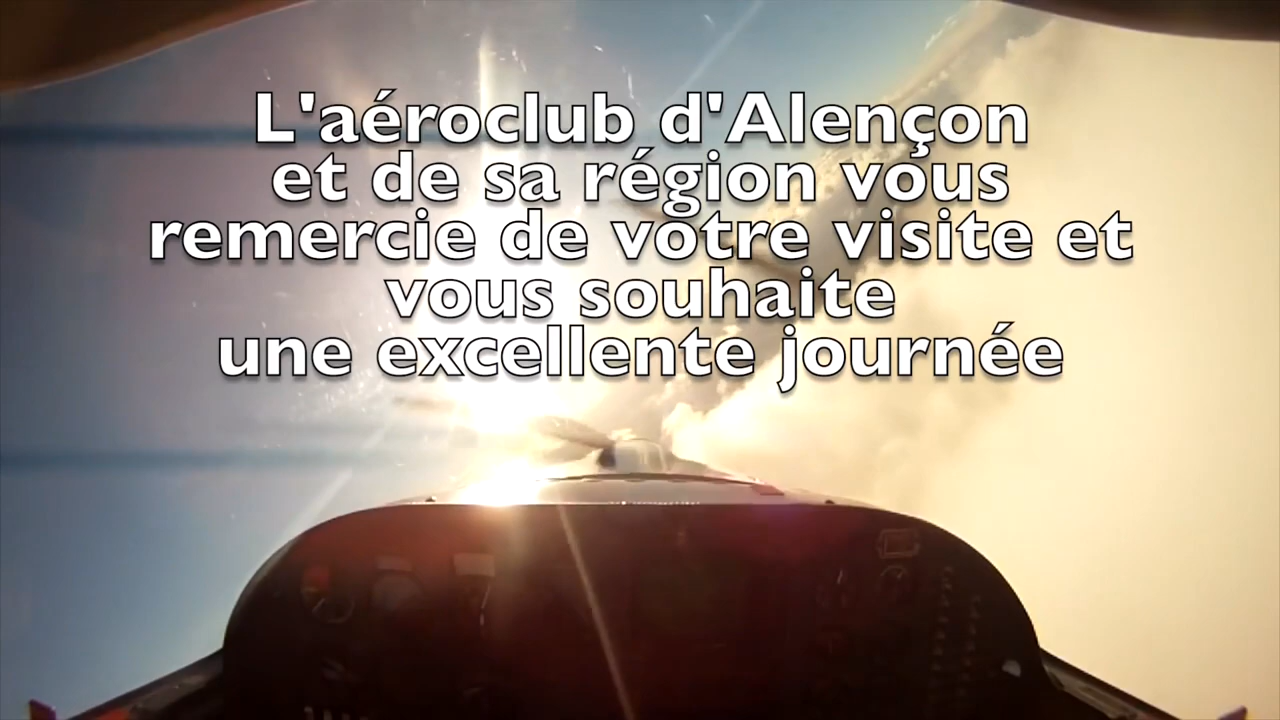 L'aéroclub d'Alençon
et de sa région vous
remercie de votre visite et
vous souhaite
une excellente journée